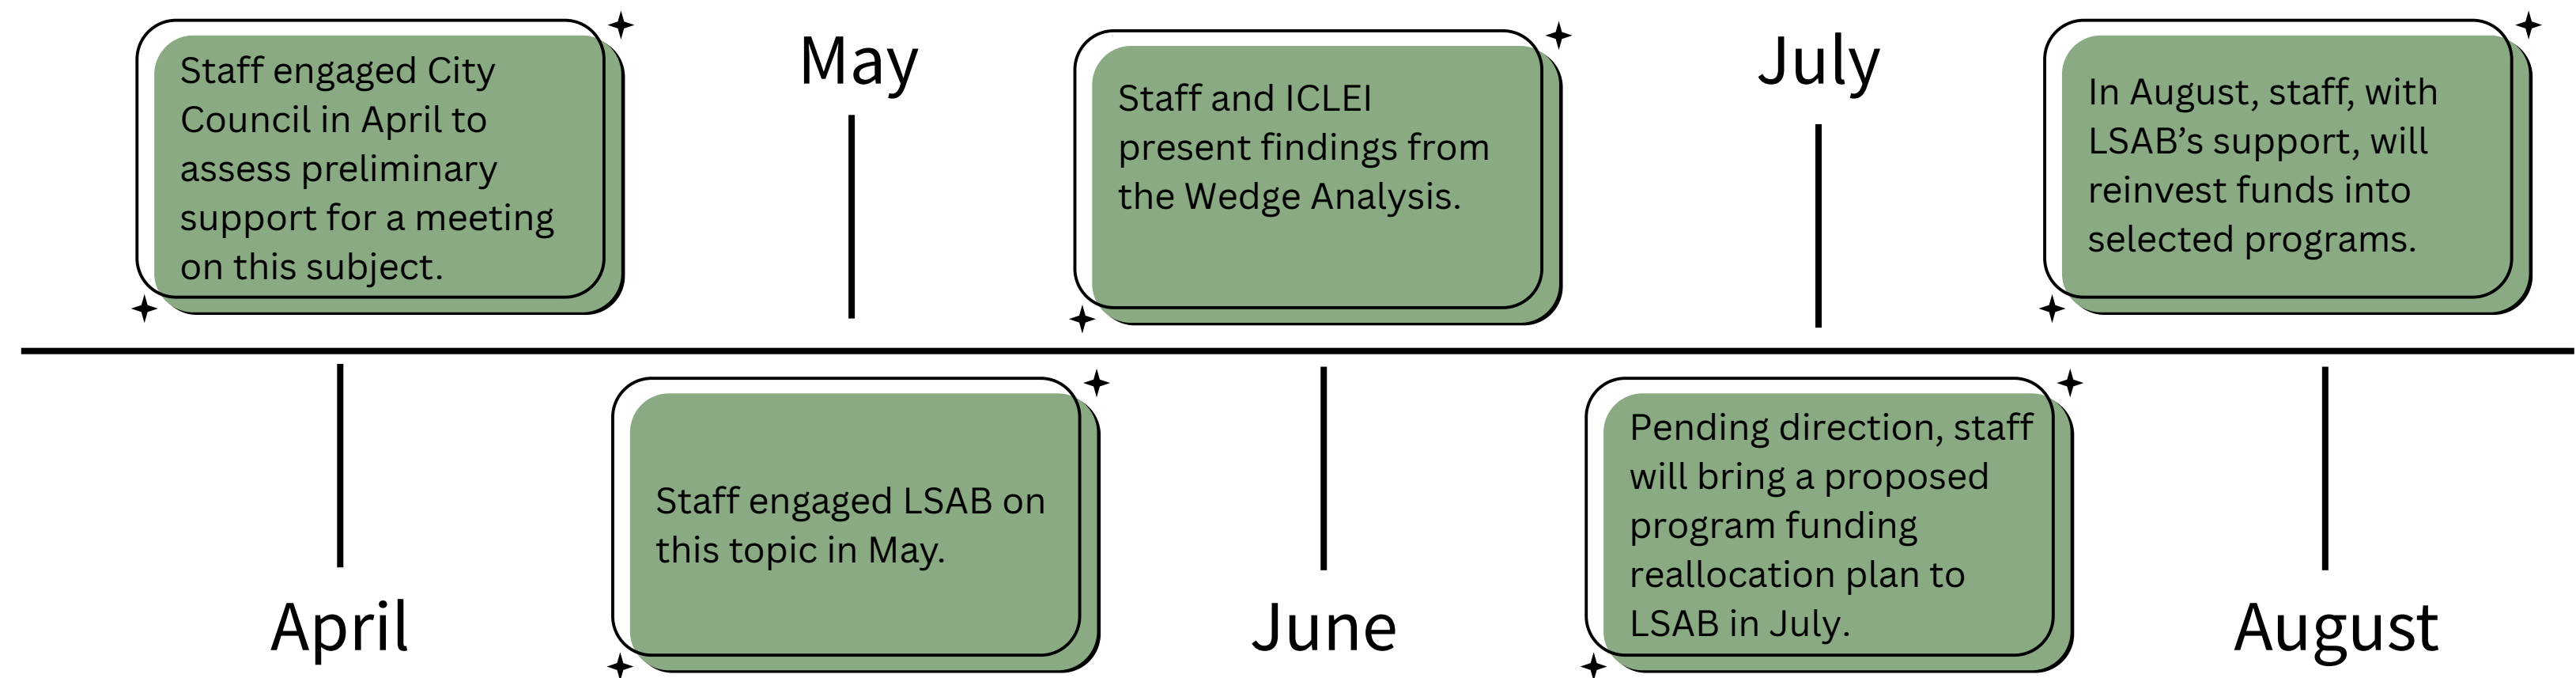 Staff engaged City
Council in April to
assess preliminary
support for a meeting
on this subject.
April
May
Staff engaged LSAB on
this topic in May.
Staff and ICLEI
present findings from
the Wedge Analysis.
June
July
Pending direction, staff
will bring a proposed
program funding
reallocation plan to
LSAB in July.
In August, staff, with
LSAB’s support, will
reinvest funds into
selected programs.
August